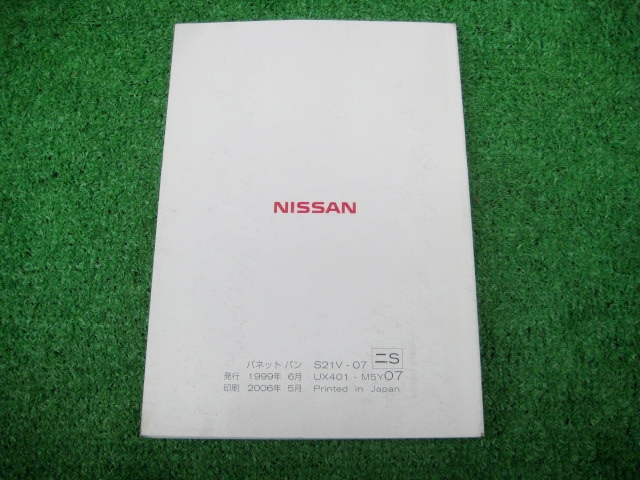 NISSAN
バネット バン S21V - 07 ニS
発行 1999年 6月 UX401 - M5Y07
印刷 2006年 5月 Printed in Japan